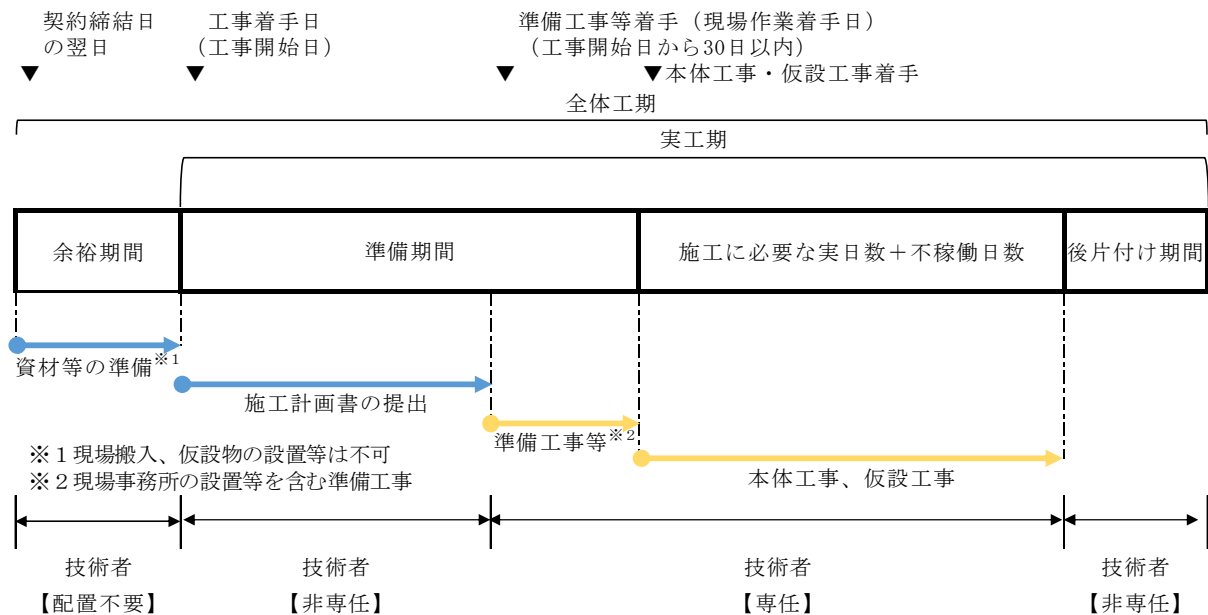 契約締結日
の翌日
工事着手日
（工事開始日）
準備工事等着手（現場作業着手日）
（工事開始日から30日以内）
▼
▼
▼
▼本体工事・仮設工事着手
全体工期
実工期
余裕期間
準備期間
施工に必要な実日数＋不稼働日数
後片付け期間
資材等の準備※1
施工計画書の提出
準備工事等※2
本体工事、仮設工事
※１現場搬入、仮設物の設置等は不可
※２現場事務所の設置等を含む準備工事
技術者
【配置不要】
技術者
【非専任】
技術者
【専任】
技術者
【非専任】